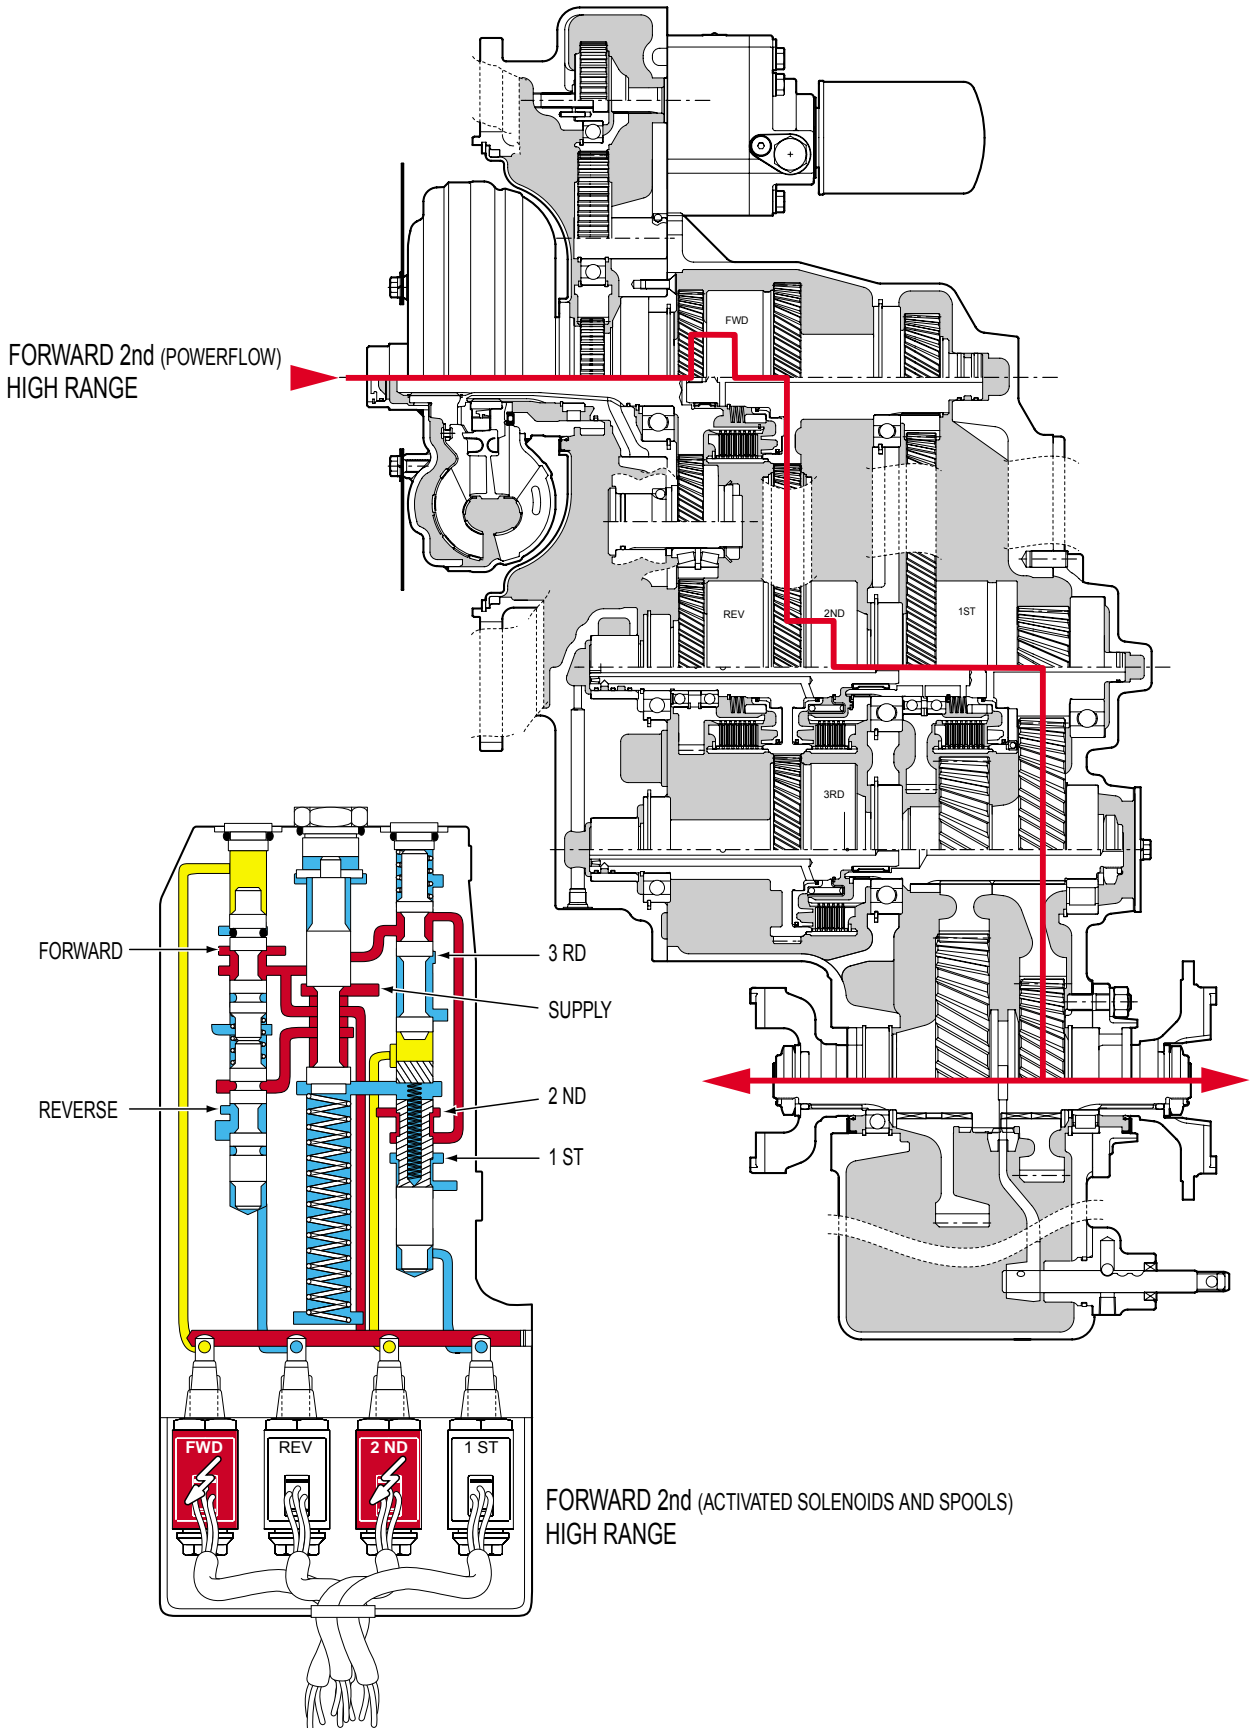 FWD
FORWARD 2nd (POWERFLOW)
HIGH RANGE
REV
2ND
1ST
3RD
FORWARD
3 RD
SUPPLY
REVERSE
2 ND
1 ST
FWD
REV
2 ND
1 ST
FORWARD 2nd (ACTIVATED SOLENOIDS AND SPOOLS)
HIGH RANGE